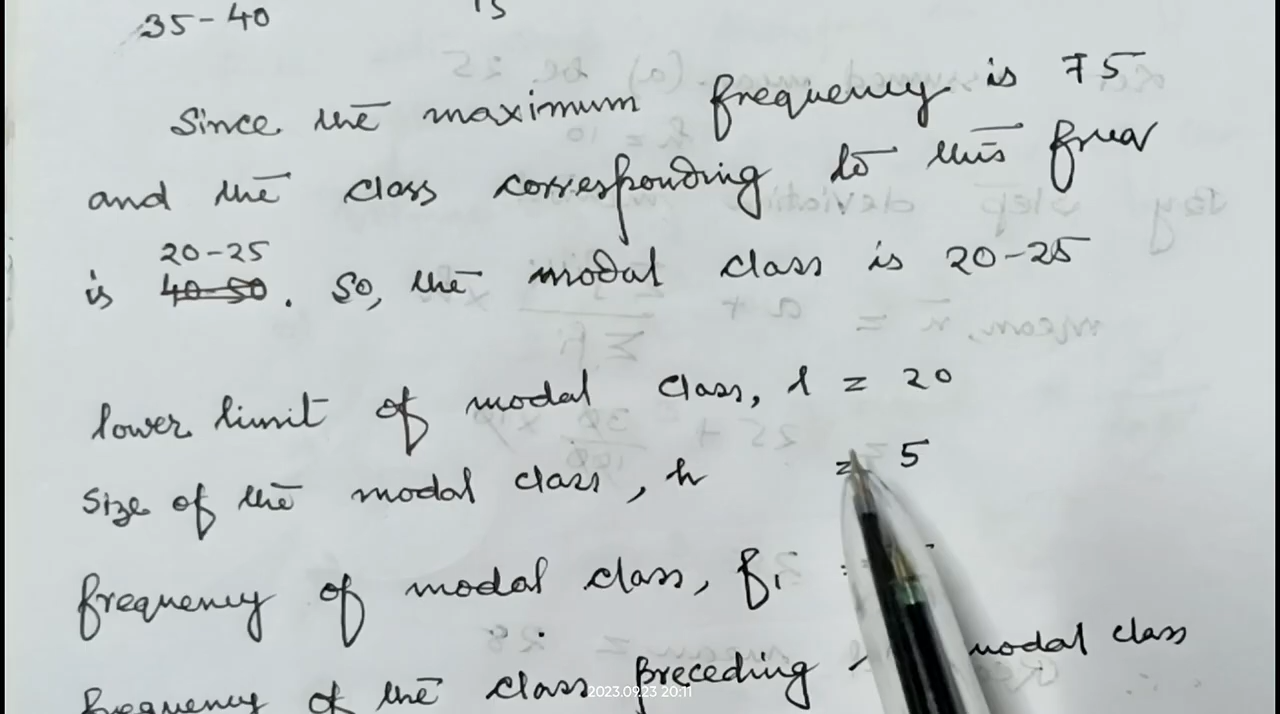 35-40 15
Since the maximum frequency is 75
and the class corresponding to this
20-25
is 40-50. So, the modal class is 20-25
lower limit of modal class, l = 20
size of the modal class, h = 5
frequency of modal class, f1
frequency of the class preceding modal class
2023.09.23 20:11